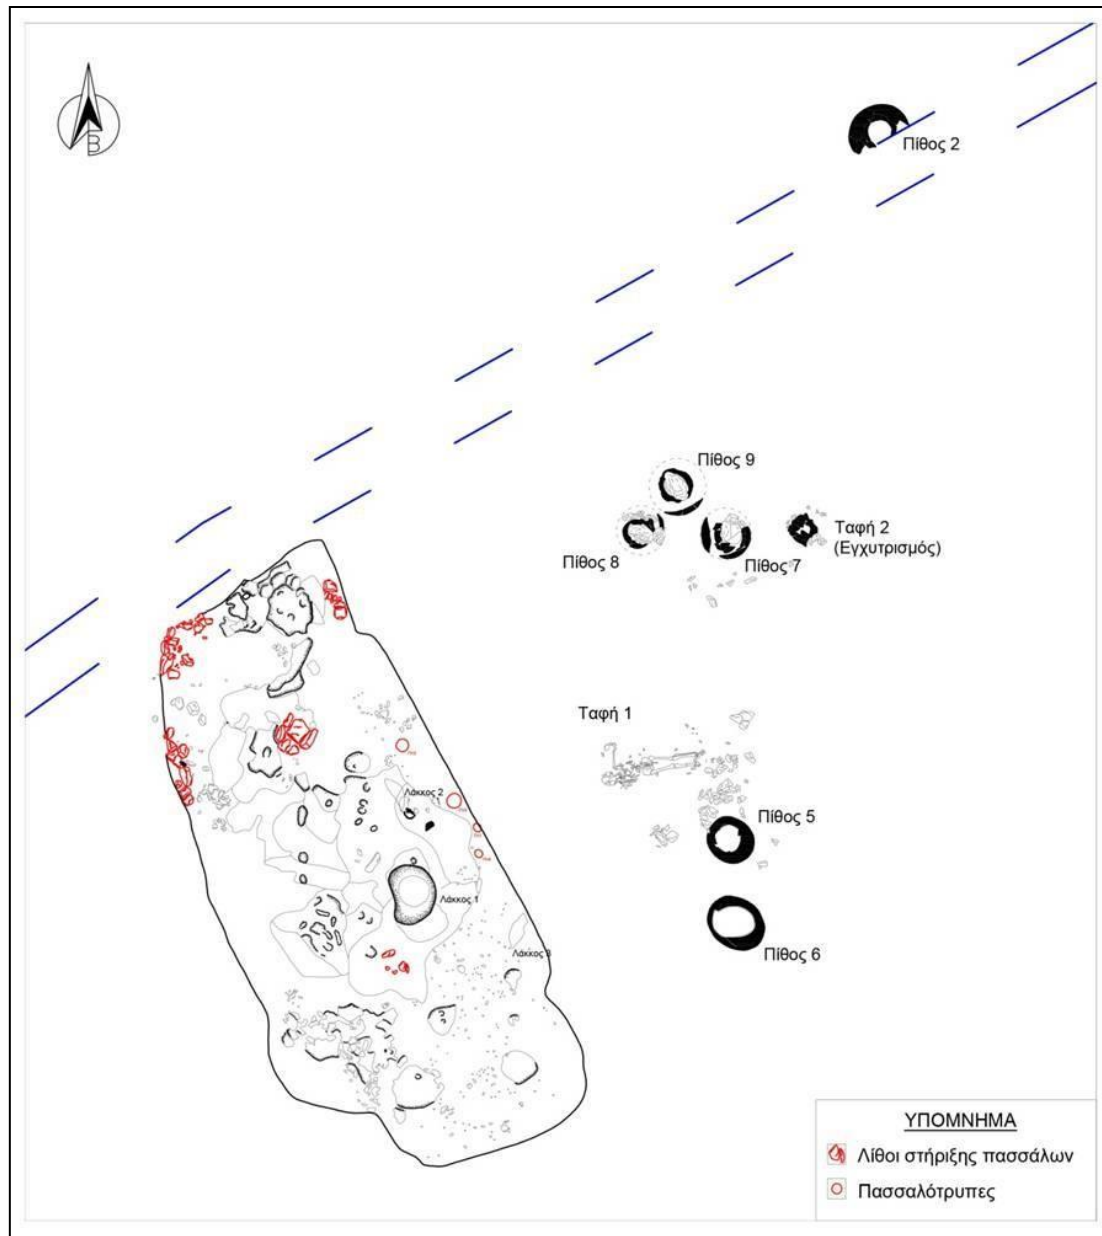 Β
Πίθος 2
Πίθος 9
Πίθος 8
Πίθος 7
Ταφή 2
(Εγχυτρισμός)
Ταφή 1
Λάκκος 2
Πίθος 5
Λάκκος 1
Λάκκος 3
Πίθος 6
ΥΠΟΜΝΗΜΑ
Λίθοι στήριξης πασσάλων
Πασσαλότρυπες